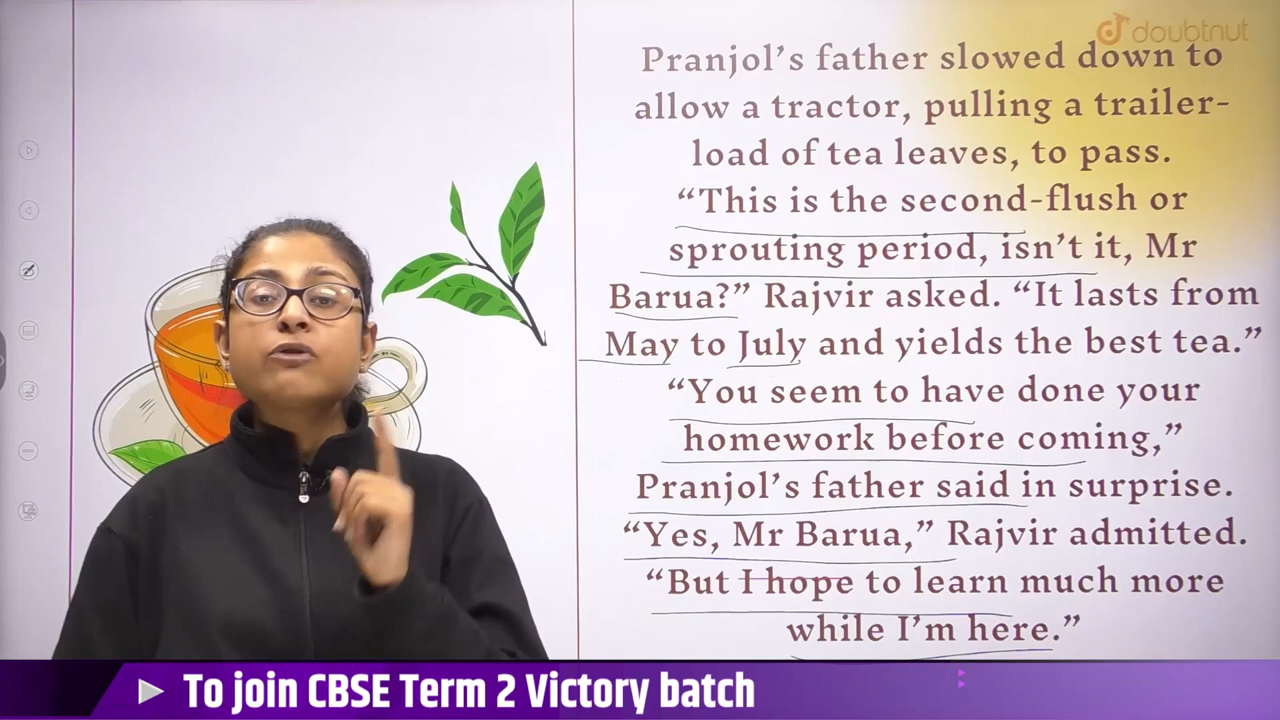 doubtnut
Pranjol’s father slowed down to
allow a tractor, pulling a trailer-
load of tea leaves, to pass.
“This is the second-flush or
sprouting period, isn’t it, Mr
Barua?” Rajvir asked. “It lasts from
May to July and yields the best tea.”
“You seem to have done your
homework before coming,”
Pranjol’s father said in surprise.
“Yes, Mr Barua,” Rajvir admitted.
“But I hope to learn much more
while I’m here.”
To join CBSE Term 2 Victory batch